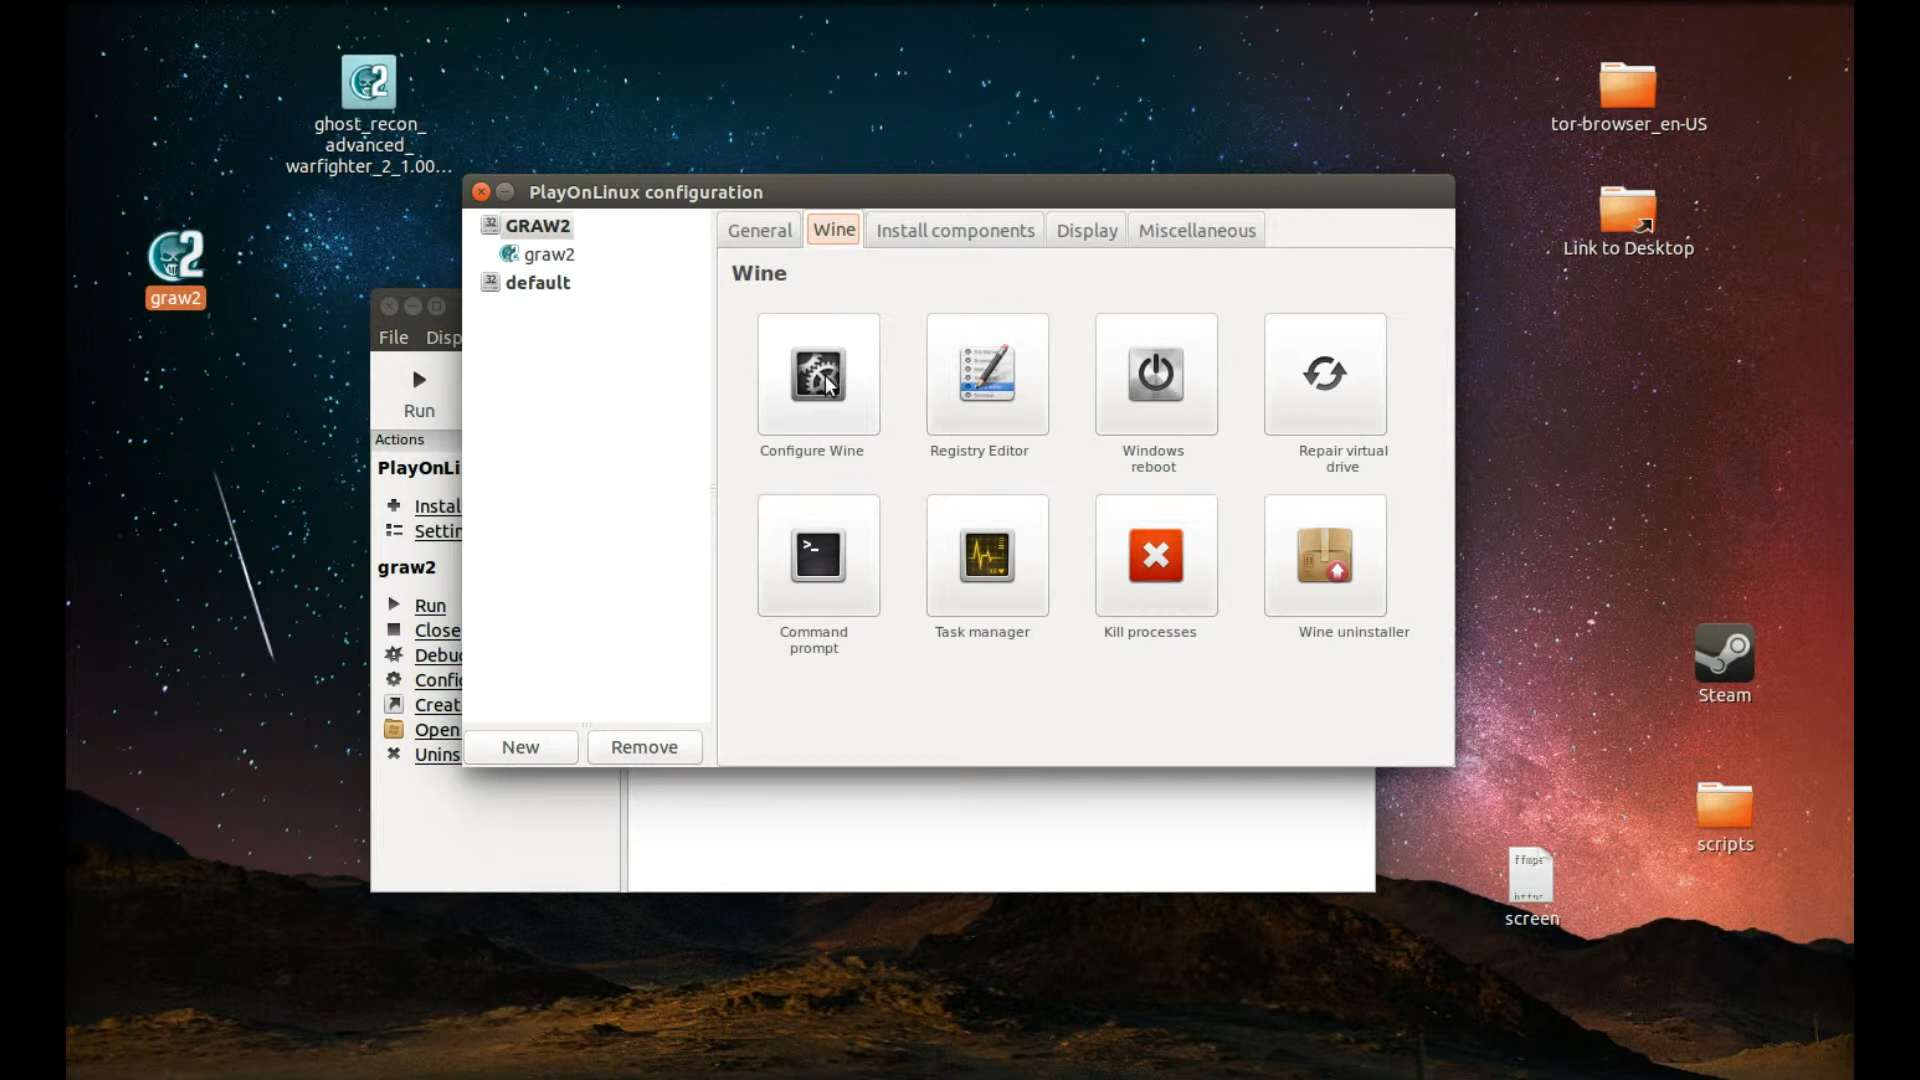 ghost_recon_
advanced_
warfighter_2_1.00...
graw2
tor-browser_en-US
Link to Desktop
Steam
scripts
screen
PlayOnLinux configuration
32 GRAW2
graw2
32 default
New
Remove
General
Wine
Install components
Display
Miscellaneous
Wine
Configure Wine
Registry Editor
Windows
reboot
Repair virtual
drive
Command
prompt
Task manager
Kill processes
Wine uninstaller
File Disp
Run
Actions
PlayOnLi
Instal
Settin
graw2
Run
Close
Debu
Config
Creat
Open
Unins